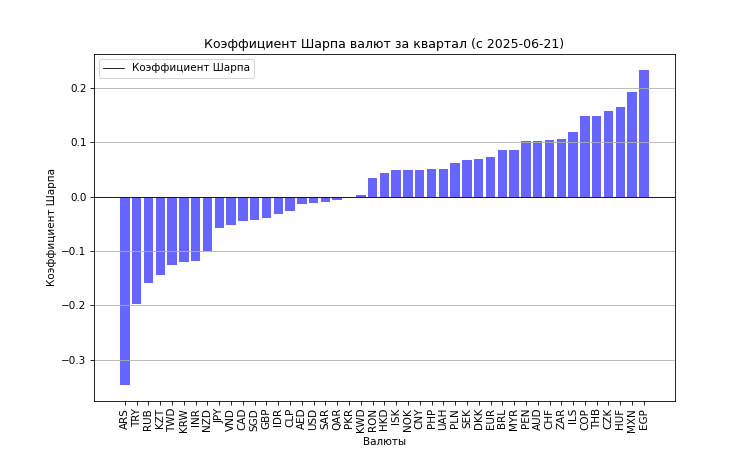 Коэффициент Шарпа валют за квартал (с 2025-06-21)
Коэффициент Шарпа
Коэффициент Шарпа
0.2
0.1
0.0
−0.1
−0.2
−0.3
ARS TRY RUB KZT TWD KRW INR NZD JPY VND CAD SGD GBP IDR CLP AED USD SAR QAR PKR KWD RON HKD ISK NOK CNY PHP UAH PLN SEK DKK EUR BRL MYR PEN AUD CHF ZAR ILS COP THB CZK HUF MXN EGP
Валюты